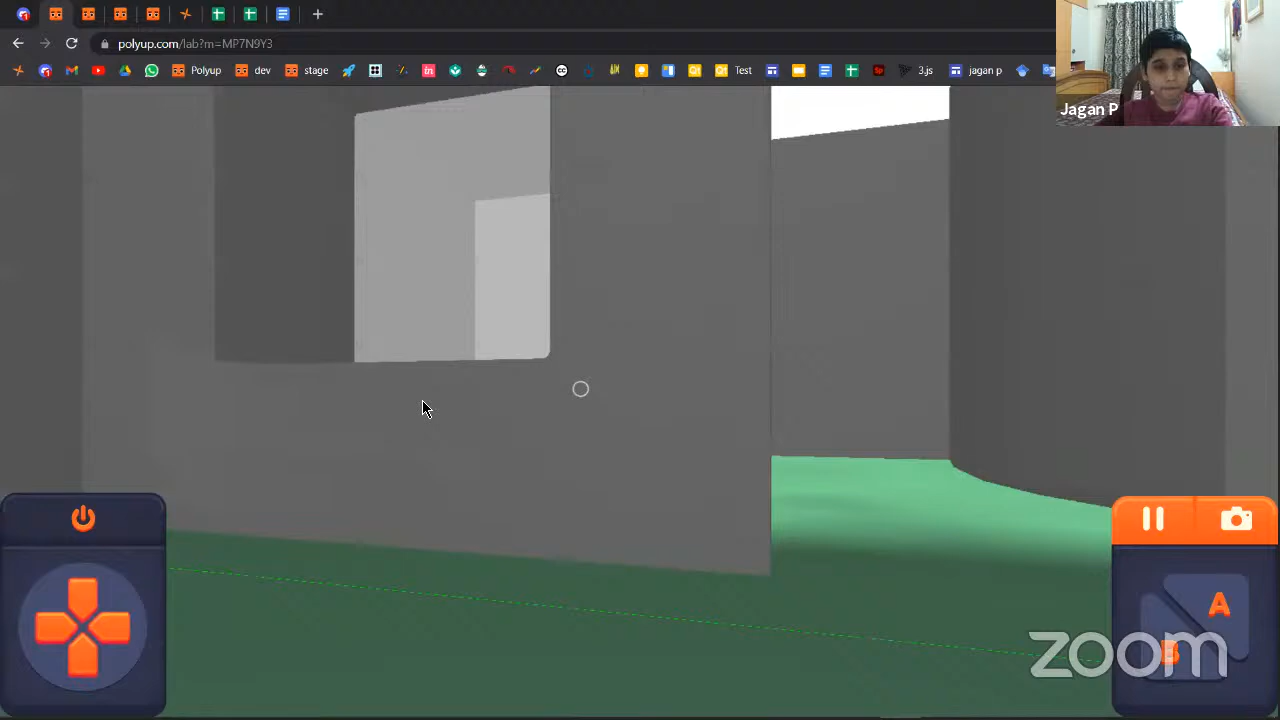 polyup.com/lab?m=MP7N9Y3
Polyup
dev
stage
Test
3.js
jagan p
Jagan P
A
B
zoom